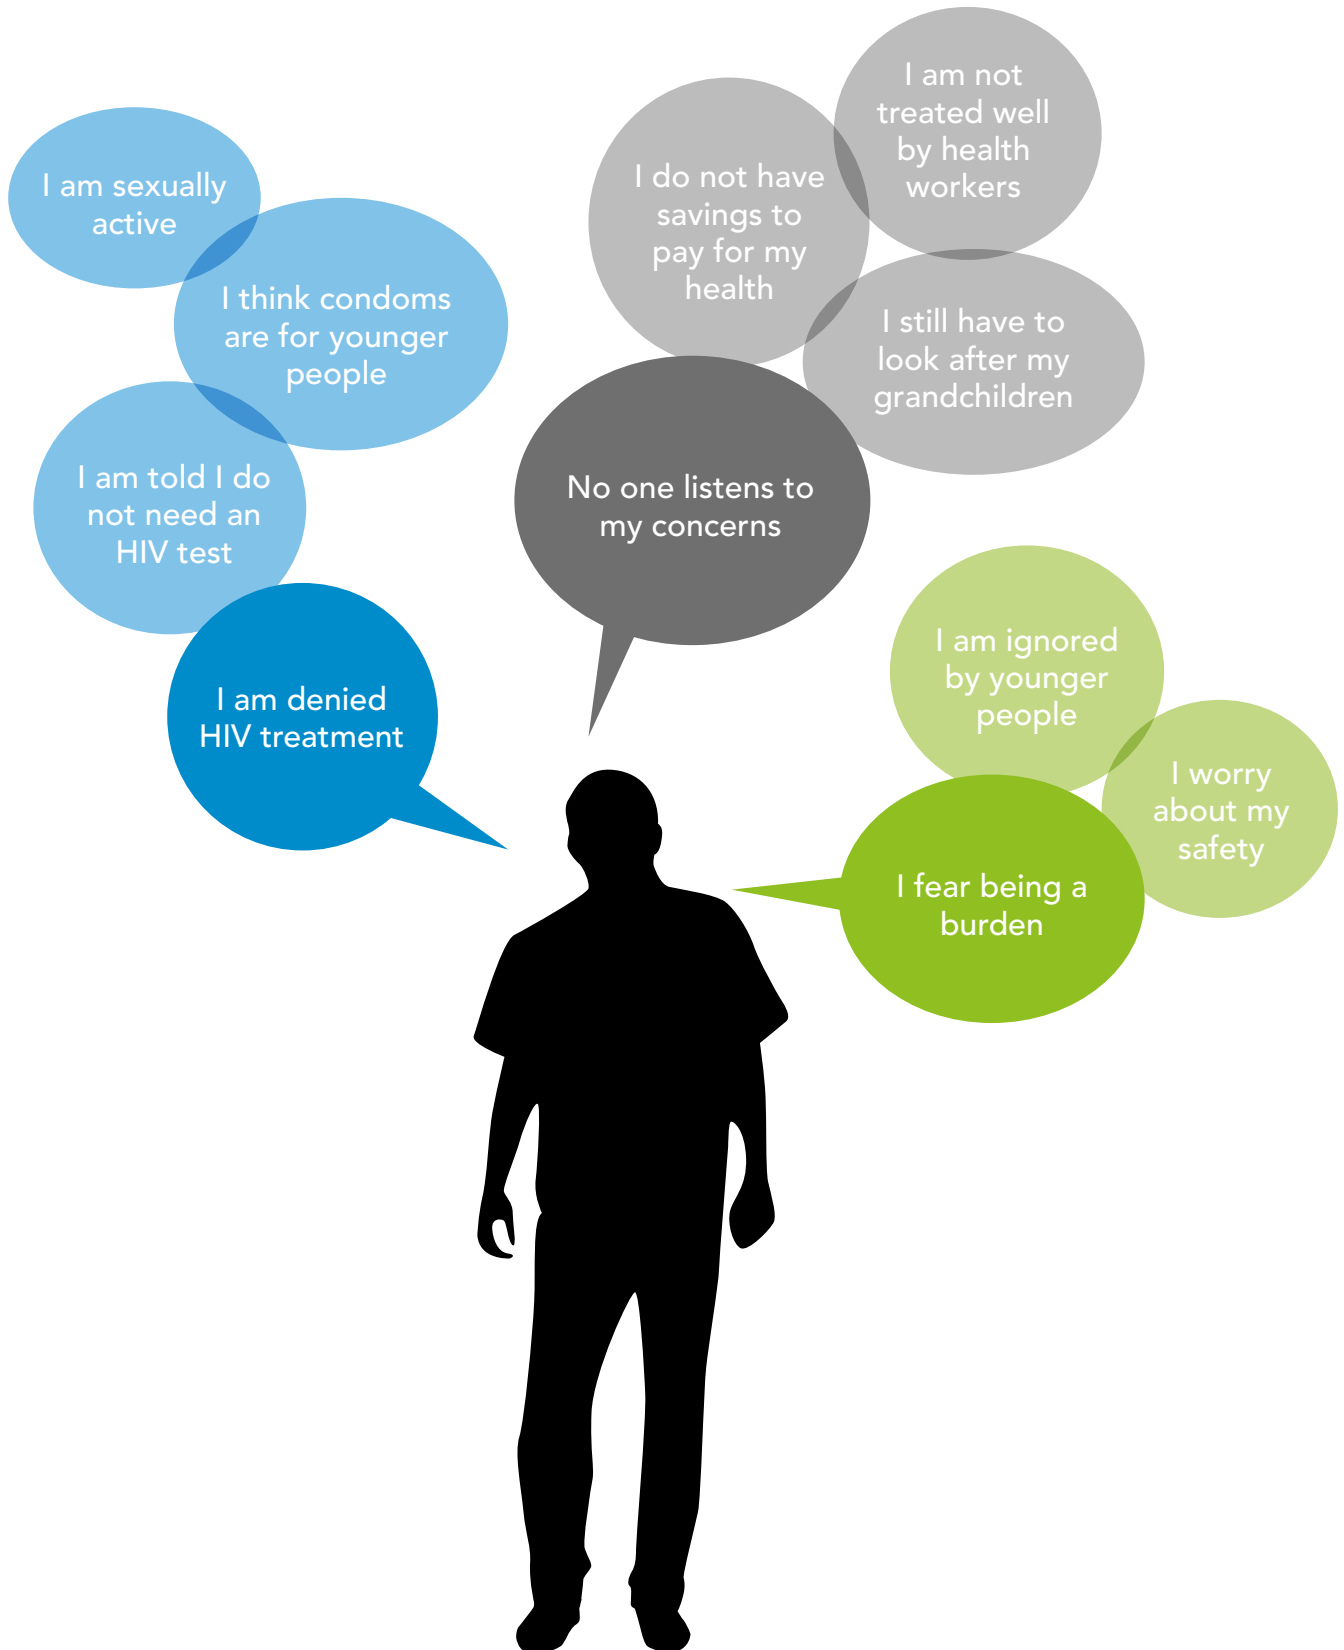 I am sexually
active
I think condoms
are for younger
people
I am told I do
not need an
HIV test
I am denied
HIV treatment
I do not have
savings to
pay for my
health
I am not
treated well
by health
workers
I still have to
look after my
grandchildren
No one listens to
my concerns
I am ignored
by younger
people
I worry
about my
safety
I fear being a
burden